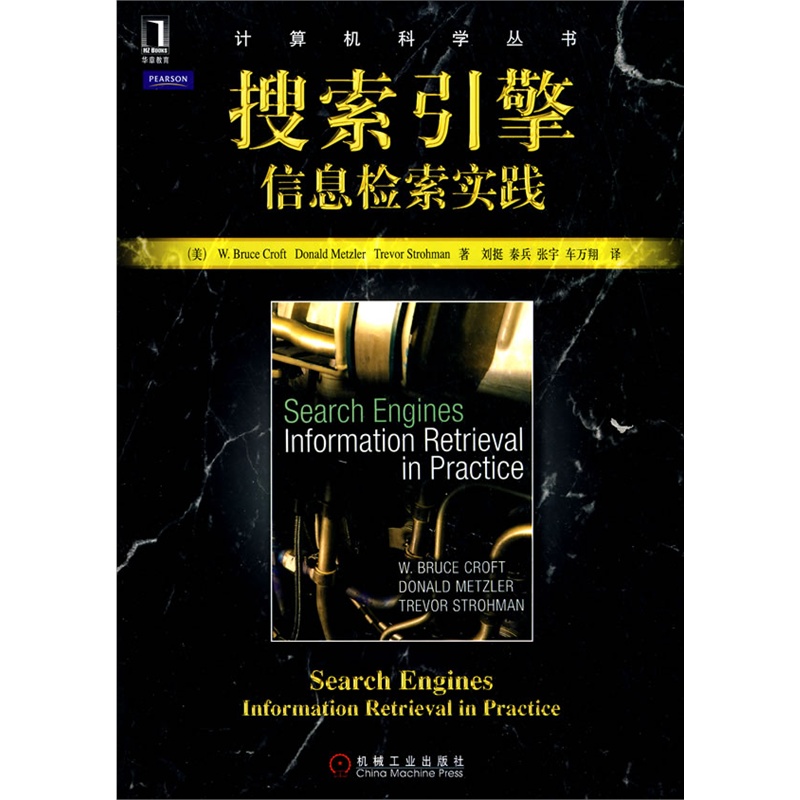 计算机科学丛书
HZ Books
华章教育
PEARSON
搜索引擎
信息检索实践
(美) W. Bruce Croft Donald Metzler Trevor Strohman 著 刘挺 秦兵 张宇 车万翔 译
Search Engines
Information Retrieval
in Practice
W. BRUCE CROFT
DONALD METZLER
TREVOR STROHMAN
Search Engines
Information Retrieval in Practice
机械工业出版社
China Machine Press